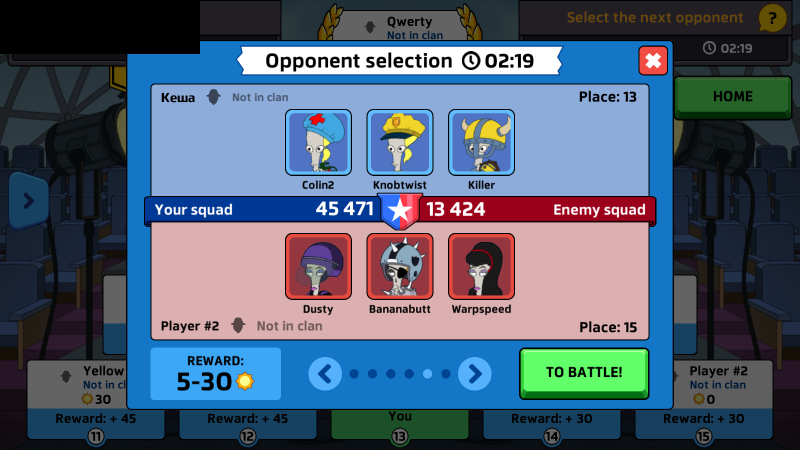 Qwerty
Not in clan
Select the next opponent
?
02:19
Opponent selection 02:19
HOME
Кеша Not in clan
Place: 13
Colin2
Knobtwist
Killer
Your squad
45 471
13 424
Enemy squad
Dusty
Bananabutt
Warpspeed
Player #2 Not in clan
Place: 15
REWARD:
5-30
TO BATTLE!
Yellow
Not in cl
30
Player #2
Not in clan
0
Reward: + 45
Reward: + 45
You
Reward: + 30
Reward: + 30
11
12
13
14
15